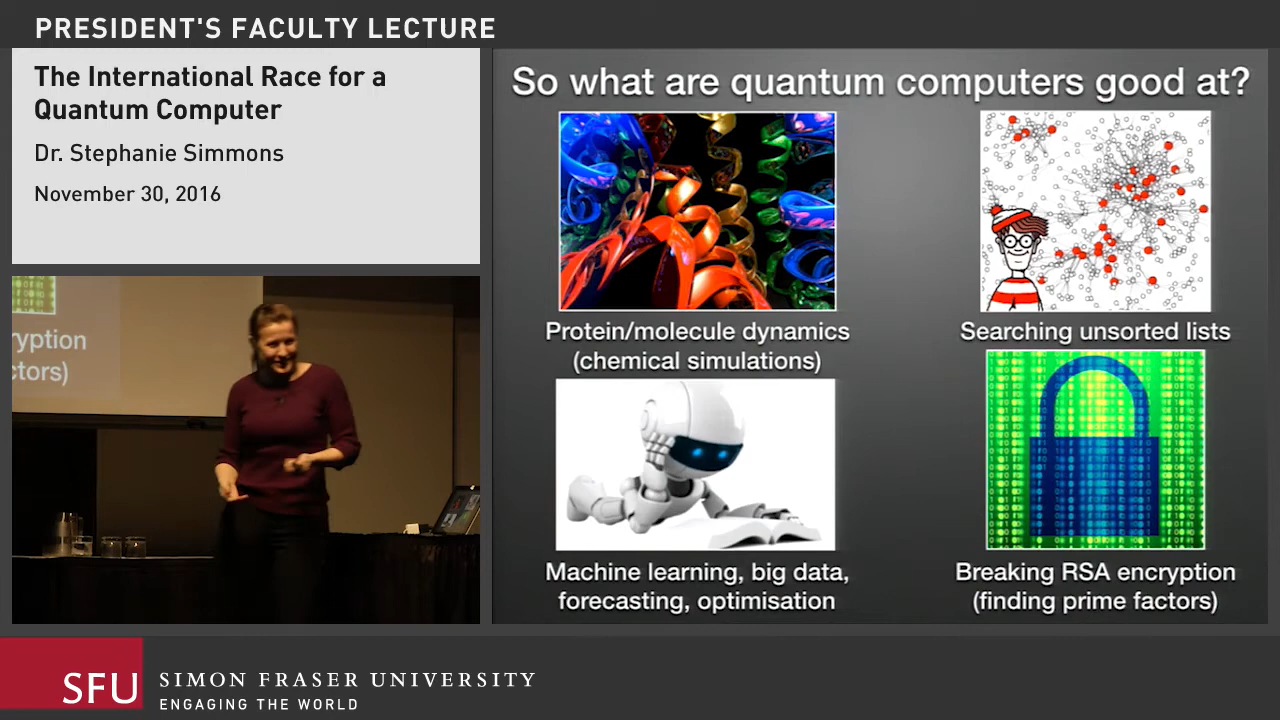 PRESIDENT'S FACULTY LECTURE
The International Race for a
Quantum Computer
Dr. Stephanie Simmons
November 30, 2016
So what are quantum computers good at?
Protein/molecule dynamics
(chemical simulations)
Searching unsorted lists
Machine learning, big data,
forecasting, optimisation
Breaking RSA encryption
(finding prime factors)
ryption
ctors)
SFU
SIMON FRASER UNIVERSITY
ENGAGING THE WORLD